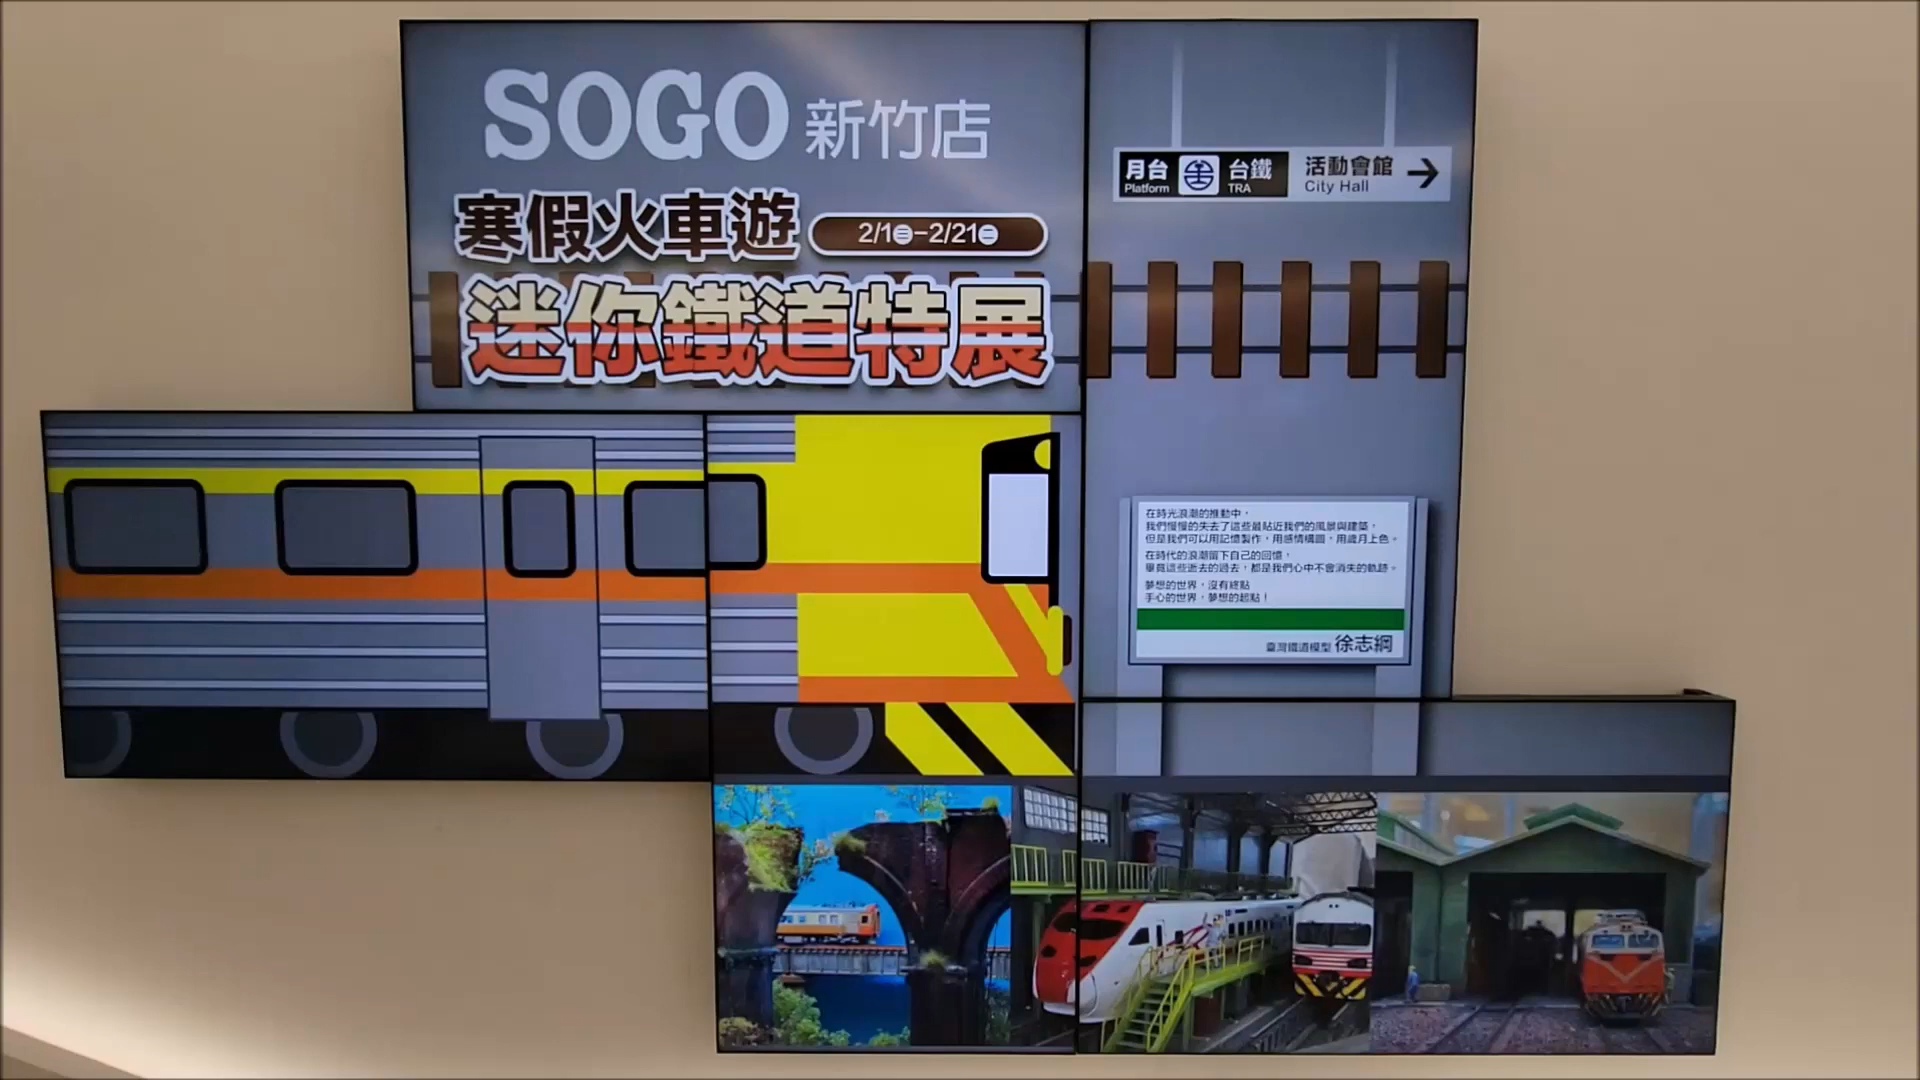 SOGO 新竹店
寒假火車遊 2/1㊂-2/21㊁
迷你鐵道特展
月台 台鐵 活動會館 →
Platform TRA City Hall
在時光浪潮的推動中，
我們慢慢的失去了這些最貼近我們的風景與建築，
但是我們可以用記憶製作，用感情構圖，用歲月上色。
在時代的浪潮留下自己的回憶，
畢竟這些逝去的過去，都是我們心中不會消失的軌跡。
夢想的世界，沒有終點
手心的世界，夢想的起點！
臺灣鐵道模型 徐志綱